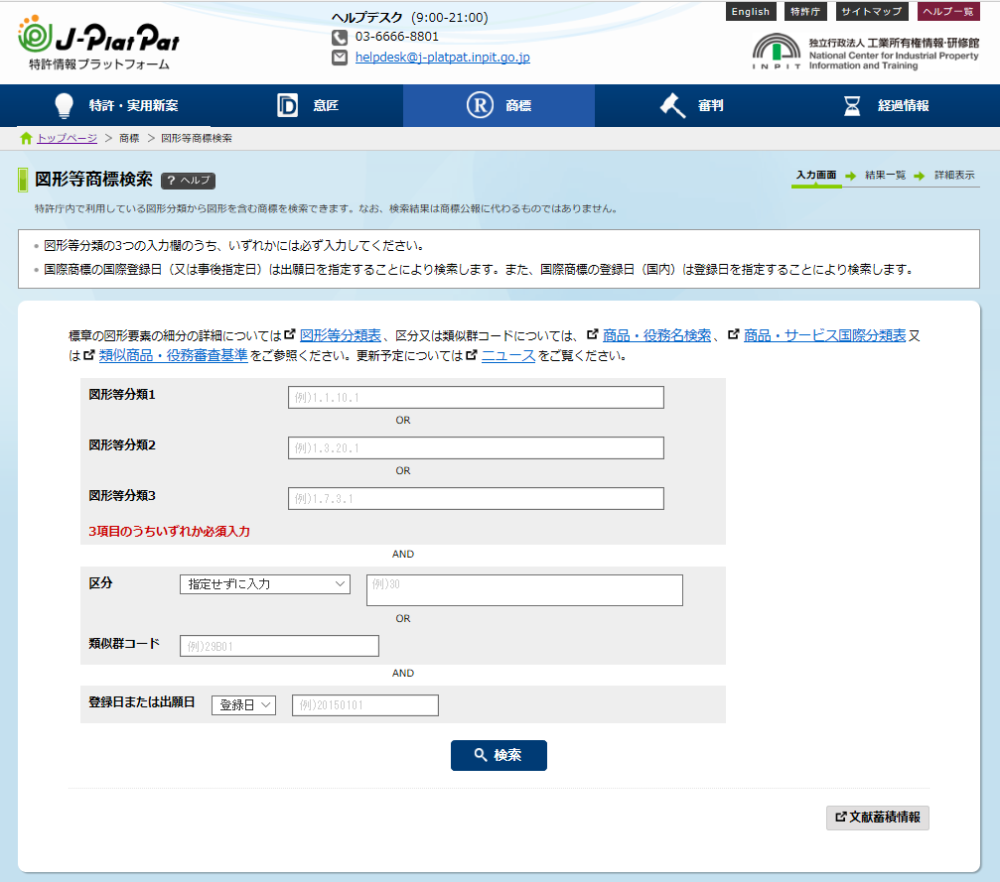 J-PlatPat
特許情報プラットフォーム
ヘルプデスク (9:00-21:00)
03-6666-8801
helpdesk@j-platpat.inpit.go.jp
English 特許庁 サイトマップ ヘルプ一覧
INPIT
独立行政法人 工業所有権情報・研修館
National Center for Industrial Property
Information and Training
特許・実用新案 D 意匠 R 商標 審判 経過情報
トップページ > 商標 > 図形等商標検索
図形等商標検索 ? ヘルプ
入力画面 結果一覧 詳細表示
特許庁内で利用している図形分類から図形を含む商標を検索できます。なお、検索結果は商標公報に代わるものではありません。
図形等分類の3つの入力欄のうち、いずれかには必ず入力してください。
国際商標の国際登録日（又は事後指定日）は出願日を指定することにより検索します。また、国際商標の登録日（国内）は登録日を指定することにより検索します。
標章の図形要素の細分の詳細については 図形等分類表 、区分又は類似群コードについては、 商品・役務名検索 、 商品・サービス国際分類表 又
は 類似商品・役務審査基準 をご参照ください。更新予定については ニュース をご覧ください。
図形等分類1 例)1.1.10.1
OR
図形等分類2 例)1.3.20.1
OR
図形等分類3 例)1.7.3.1
3項目のうちいずれか必須入力
AND
区分 指定せずに入力 例)30
OR
類似群コード 例)29B01
AND
登録日または出願日 登録日 例)20150101
検索
文献蓄積情報